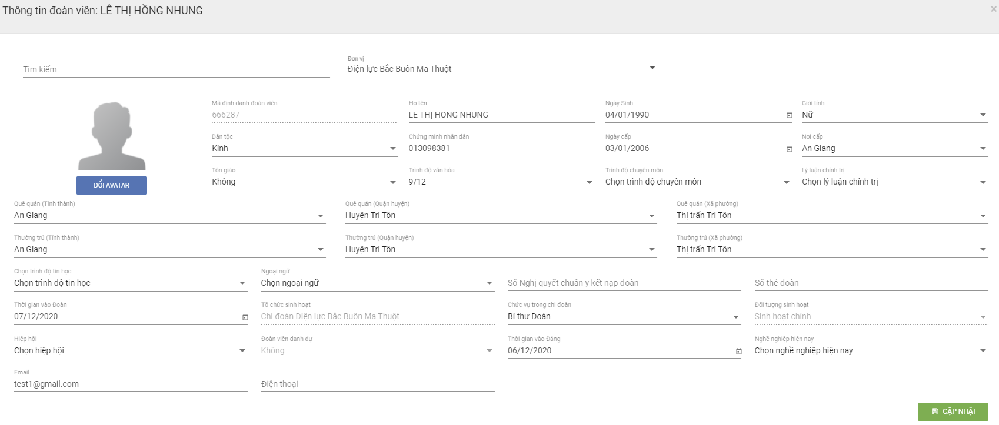 Thông tin đoàn viên: LÊ THỊ HỒNG NHUNG
×
Đơn vị
Tìm kiếm
Điện lực Bắc Buôn Ma Thuột
Mã định danh đoàn viên
Họ tên
Ngày Sinh
Giới tính
666287
LÊ THỊ HỒNG NHUNG
04/01/1990
Nữ
Dân tộc
Chứng minh nhân dân
Ngày cấp
Nơi cấp
Kinh
013098381
03/01/2006
An Giang
Tôn giáo
Trình độ văn hóa
Trình độ chuyên môn
Lý luận chính trị
Không
9/12
Chọn trình độ chuyên môn
Chọn lý luận chính trị
ĐỔI AVATAR
Quê quán (Tỉnh thành)
Quê quán (Quận huyện)
Quê quán (Xã phường)
An Giang
Huyện Tri Tôn
Thị trấn Tri Tôn
Thường trú (Tỉnh thành)
Thường trú (Quận huyện)
Thường trú (Xã phường)
An Giang
Huyện Tri Tôn
Thị trấn Tri Tôn
Chọn trình độ tin học
Ngoại ngữ
Chọn trình độ tin học
Chọn ngoại ngữ
Số Nghị quyết chuẩn y kết nạp đoàn
Số thẻ đoàn
Thời gian vào Đoàn
Tổ chức sinh hoạt
Chức vụ trong chi đoàn
Đối tượng sinh hoạt
07/12/2020
Chi đoàn Điện lực Bắc Buôn Ma Thuột
Bí thư Đoàn
Sinh hoạt chính
Hiệp hội
Đoàn viên danh dự
Thời gian vào Đảng
Nghề nghiệp hiện nay
Chọn hiệp hội
Không
06/12/2020
Chọn nghề nghiệp hiện nay
Email
test1@gmail.com
Điện thoại
CẬP NHẬT